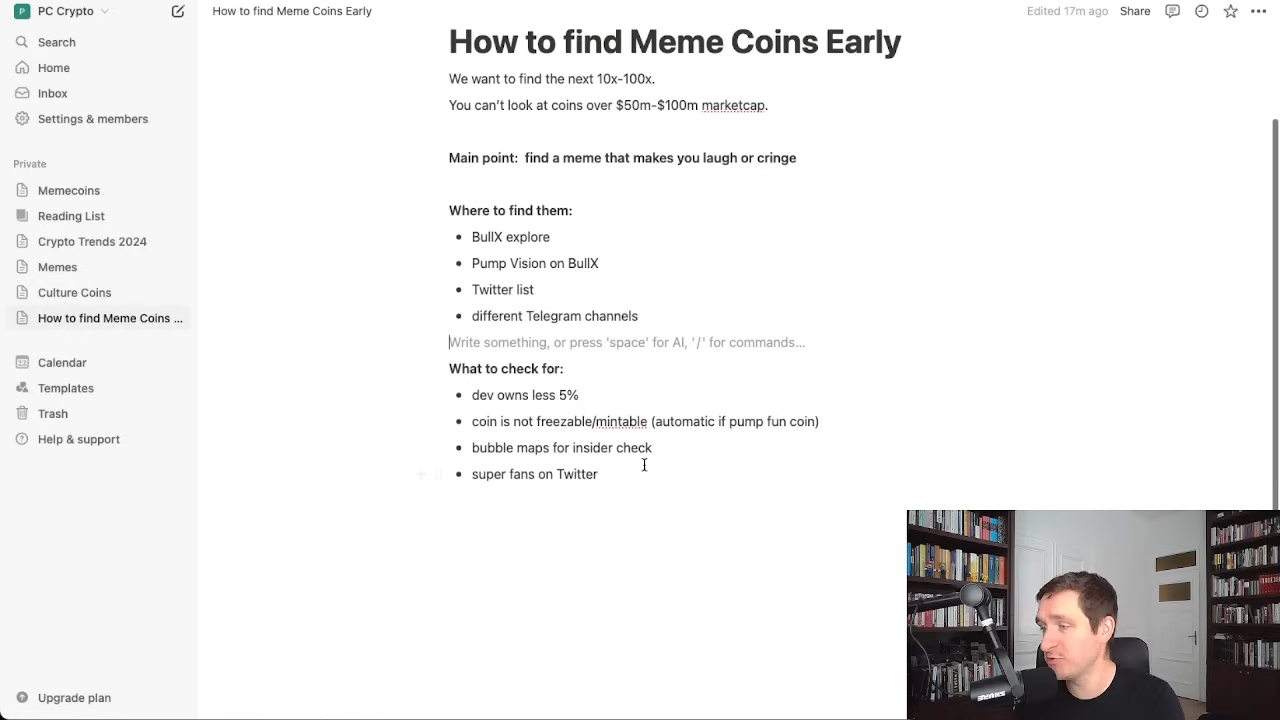 P PC Crypto
How to find Meme Coins Early
Edited 17m ago
Share
Search
Home
Inbox
Settings & members
Private
Memecoins
Reading List
Crypto Trends 2024
Memes
Culture Coins
How to find Meme Coins ...
Calendar
Templates
Trash
Help & support
Upgrade plan
How to find Meme Coins Early
We want to find the next 10x-100x.
You can’t look at coins over $50m-$100m marketcap.
Main point:  find a meme that makes you laugh or cringe
Where to find them:
• BullX explore
• Pump Vision on BullX
• Twitter list
• different Telegram channels
Write something, or press 'space' for AI, '/' for commands...
What to check for:
• dev owns less 5%
• coin is not freezable/mintable (automatic if pump fun coin)
• bubble maps for insider check
• super fans on Twitter
SHURE